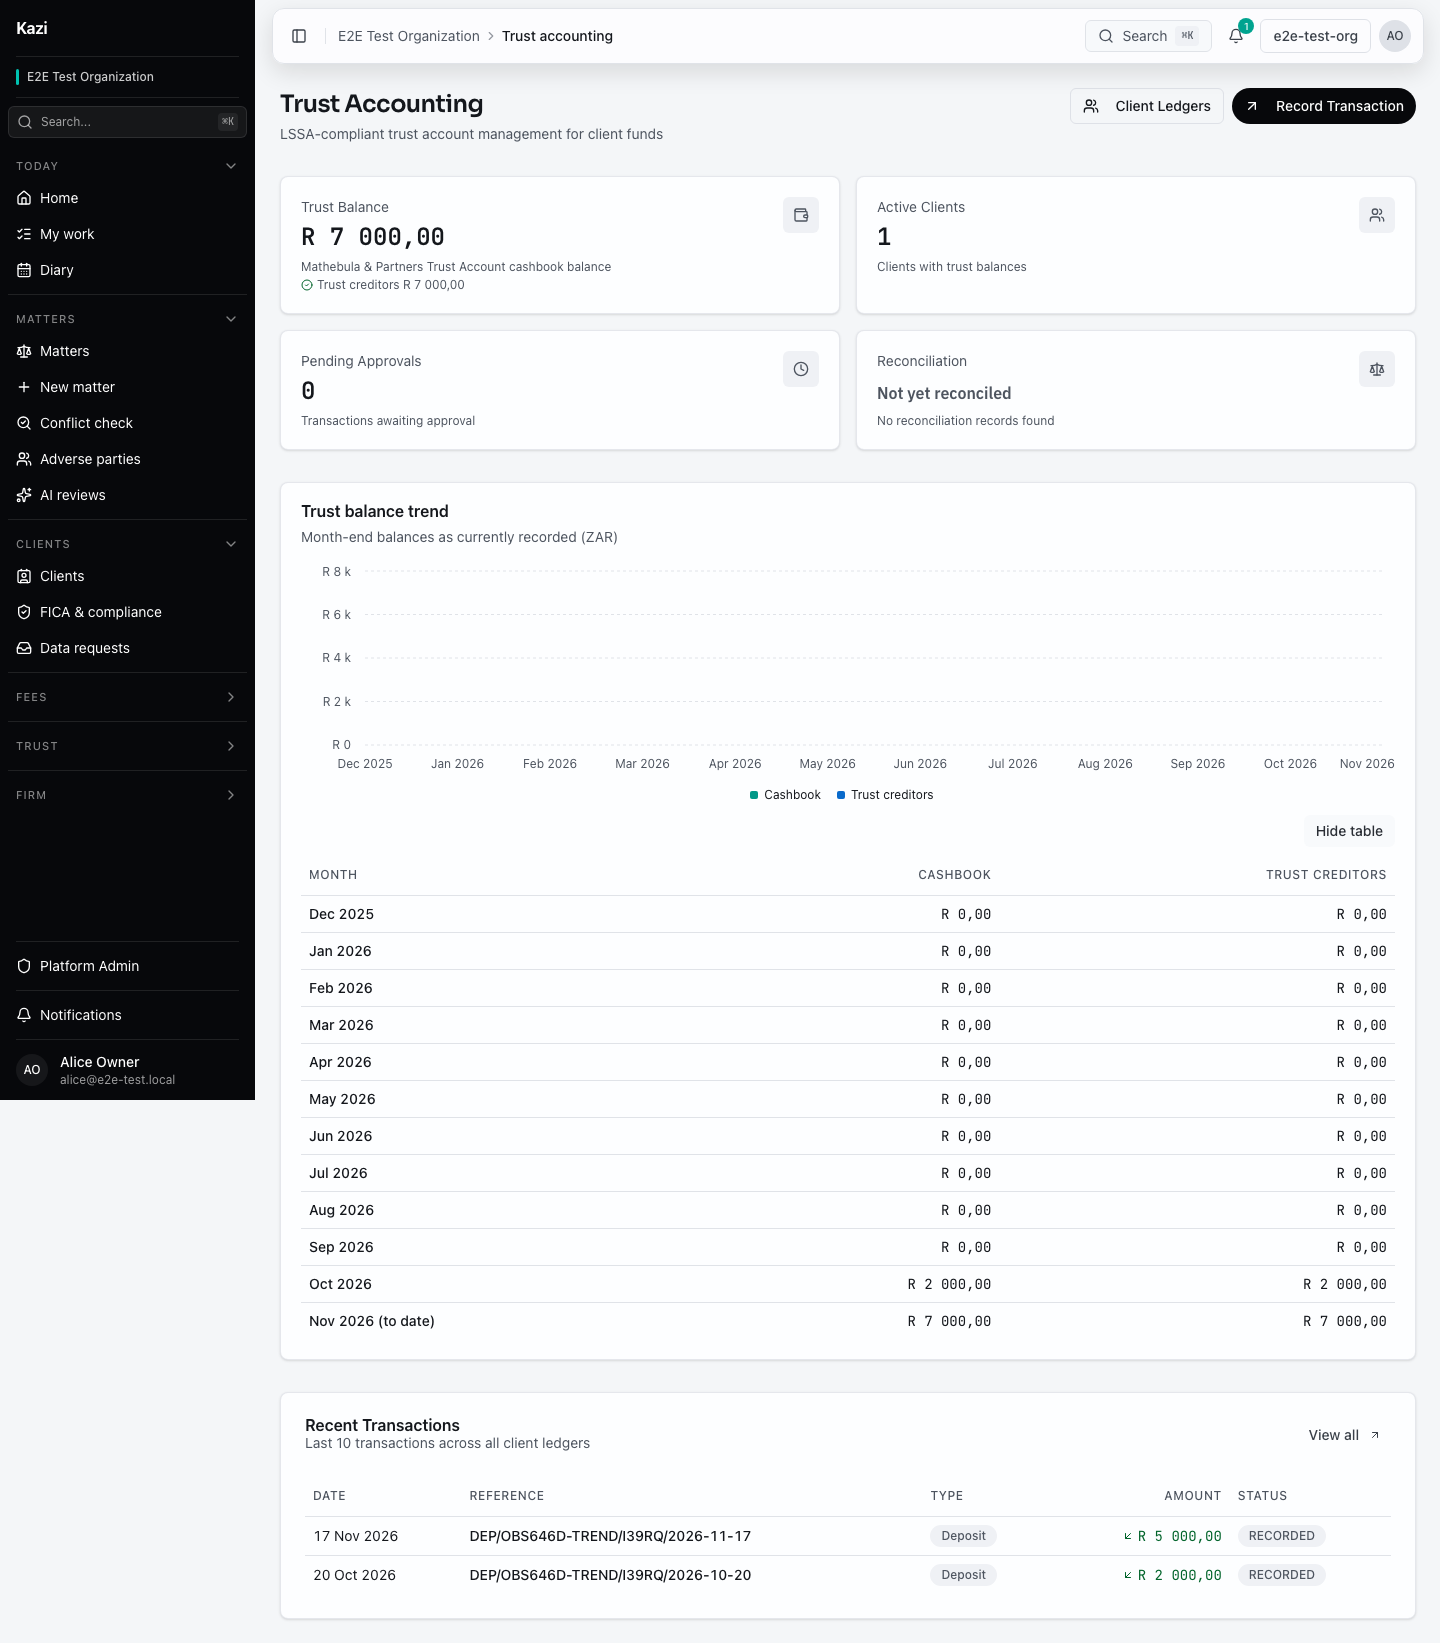 Kazi
E2E Test Organization
Search... ⌘K
TODAY
Home
My work
Diary
MATTERS
Matters
New matter
Conflict check
Adverse parties
AI reviews
CLIENTS
Clients
FICA & compliance
Data requests
FEES
TRUST
FIRM
Platform Admin
Notifications
AO
Alice Owner
alice@e2e-test.local
E2E Test Organization > Trust accounting
Search ⌘K
1
e2e-test-org
AO
Trust Accounting
LSSA-compliant trust account management for client funds
Client Ledgers
Record Transaction
Trust Balance
R 7 000,00
Mathebula & Partners Trust Account cashbook balance
Trust creditors R 7 000,00
Active Clients
1
Clients with trust balances
Pending Approvals
0
Transactions awaiting approval
Reconciliation
Not yet reconciled
No reconciliation records found
Trust balance trend
Month-end balances as currently recorded (ZAR)
R 8 k
R 6 k
R 4 k
R 2 k
R 0
Dec 2025 Jan 2026 Feb 2026 Mar 2026 Apr 2026 May 2026 Jun 2026 Jul 2026 Aug 2026 Sep 2026 Oct 2026 Nov 2026
Cashbook Trust creditors
Hide table
MONTH CASHBOOK TRUST CREDITORS
Dec 2025 R 0,00 R 0,00
Jan 2026 R 0,00 R 0,00
Feb 2026 R 0,00 R 0,00
Mar 2026 R 0,00 R 0,00
Apr 2026 R 0,00 R 0,00
May 2026 R 0,00 R 0,00
Jun 2026 R 0,00 R 0,00
Jul 2026 R 0,00 R 0,00
Aug 2026 R 0,00 R 0,00
Sep 2026 R 0,00 R 0,00
Oct 2026 R 2 000,00 R 2 000,00
Nov 2026 (to date) R 7 000,00 R 7 000,00
Recent Transactions
Last 10 transactions across all client ledgers
View all
DATE REFERENCE TYPE AMOUNT STATUS
17 Nov 2026 DEP/OBS646D-TREND/I39RQ/2026-11-17 Deposit R 5 000,00 RECORDED
20 Oct 2026 DEP/OBS646D-TREND/I39RQ/2026-10-20 Deposit R 2 000,00 RECORDED